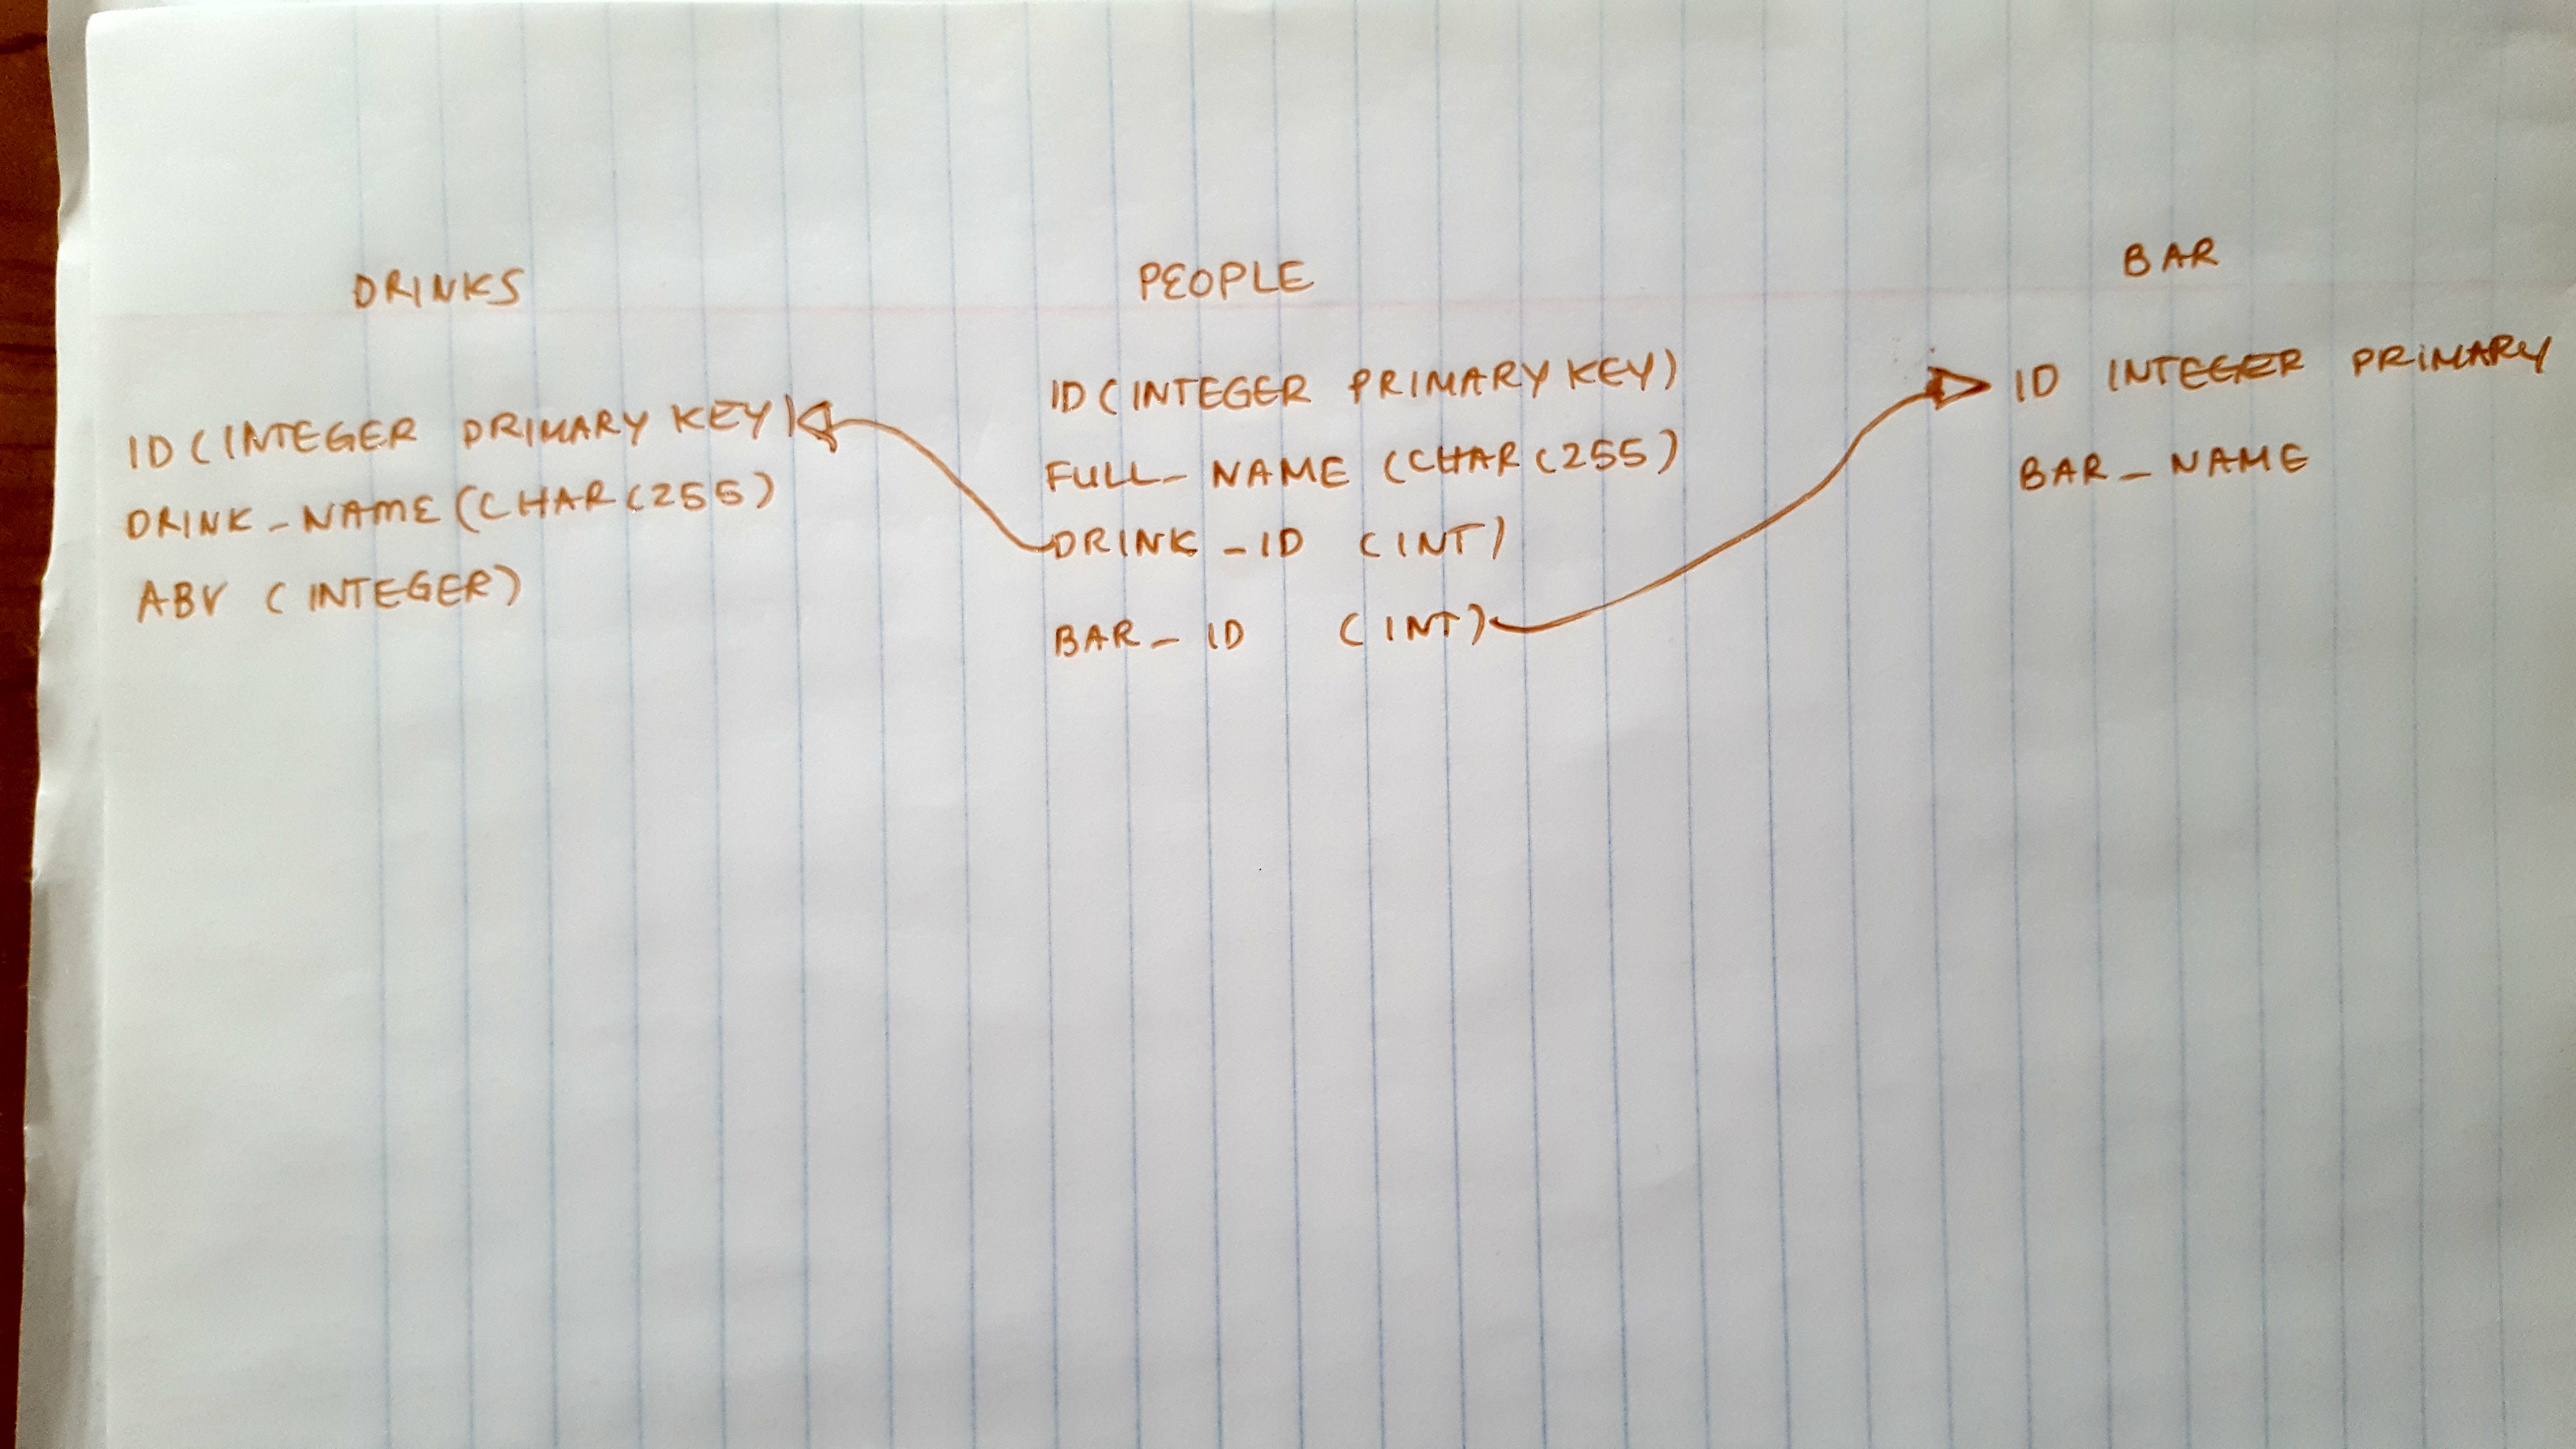 DRINKS
ID (INTEGER PRIMARY KEY)
DRINK_NAME (CHAR(255)
ABV (INTEGER)
PEOPLE
ID (INTEGER PRIMARY KEY)
FULL_NAME (CHAR(255)
DRINK_ID (INT)
BAR_ID (INT)
BAR
ID INTEGER PRIMARY
BAR_NAME